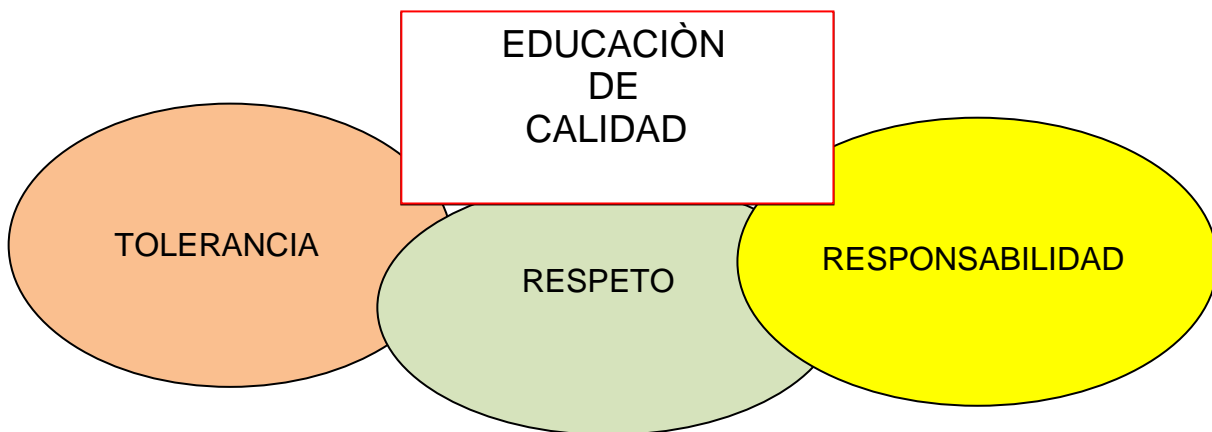 EDUCACIÒN
DE
CALIDAD
TOLERANCIA
RESPETO
RESPONSABILIDAD